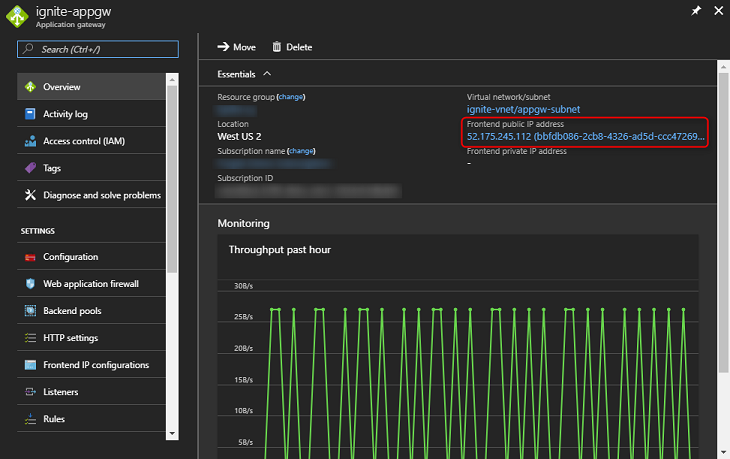 ignite-appgw
Application gateway
Search (Ctrl+/)
Overview
Activity log
Access control (IAM)
Tags
Diagnose and solve problems
SETTINGS
Configuration
Web application firewall
Backend pools
HTTP settings
Frontend IP configurations
Listeners
Rules
Move
Delete
Essentials
Resource group (change)
Location
West US 2
Subscription name (change)
Subscription ID
Virtual network/subnet
ignite-vnet/appgw-subnet
Frontend public IP address
52.175.245.112 (bbfdb086-2cb8-4326-ad5d-ccc47269...
Frontend private IP address
-
Monitoring
Throughput past hour
30B/s
25B/s
20B/s
15B/s
10B/s
5B/s